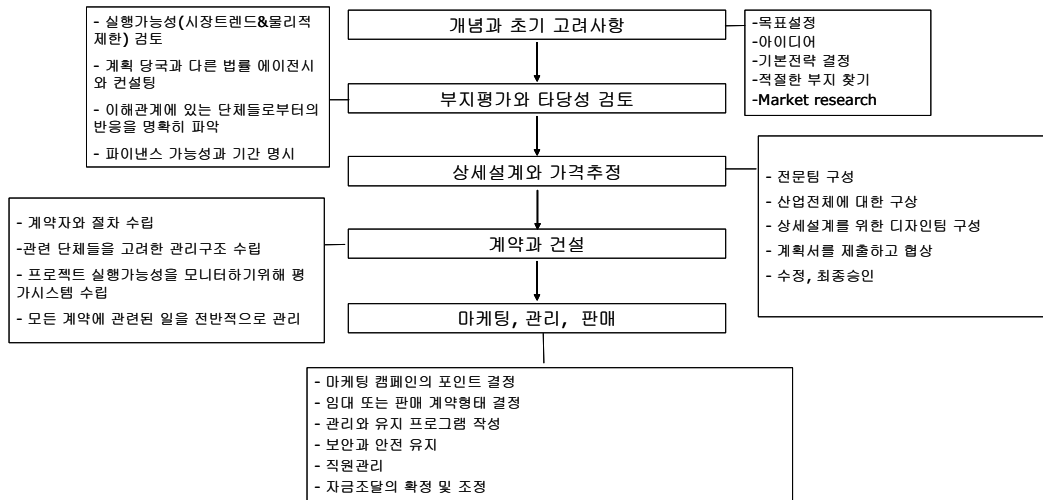 개념과 초기 고려사항
-목표설정
-아이디어
-기본전략 결정
-적절한 부지 찾기
-Market research
- 실행가능성(시장트렌드&물리적
제한) 검토
- 계획 당국과 다른 법률 에이전시
와 컨설팅
- 이해관계에 있는 단체들로부터의
반응을 명확히 파악
- 파이낸스 가능성과 기간 명시
부지평가와 타당성 검토
상세설계와 가격추정
- 전문팀 구성
- 산업전체에 대한 구상
- 상세설계를 위한 디자인팀 구성
- 계획서를 제출하고 협상
- 수정, 최종승인
- 계약자와 절차 수립
-관련 단체들을 고려한 관리구조 수립
- 프로젝트 실행가능성을 모니터하기위해 평
가시스템 수립
- 모든 계약에 관련된 일을 전반적으로 관리
계약과 건설
마케팅, 관리, 판매
- 마케팅 캠페인의 포인트 결정
- 임대 또는 판매 계약형태 결정
- 관리와 유지 프로그램 작성
- 보안과 안전 유지
- 직원관리
- 자금조달의 확정 및 조정